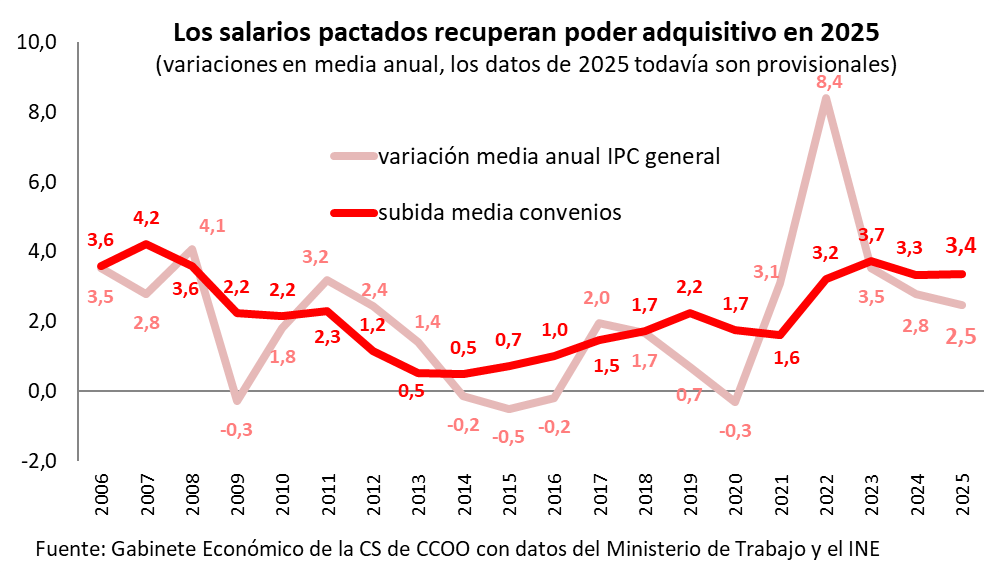 Los salarios pactados recuperan poder adquisitivo en 2025
(variaciones en media anual, los datos de 2025 todavía son provisionales)
10,0
8,0
6,0
4,0
2,0
0,0
-2,0
variación media anual IPC general
subida media convenios
3,6 4,2 3,6 2,2 2,2 2,3 1,2 0,5 0,5 0,7 1,0 1,5 1,7 2,2 1,7 1,6 3,2 3,7 3,3 3,4
3,5 2,8 4,1 -0,3 1,8 3,2 2,4 1,4 -0,2 -0,5 -0,2 2,0 1,7 0,7 -0,3 3,1 8,4 3,5 2,8 2,5
2006 2007 2008 2009 2010 2011 2012 2013 2014 2015 2016 2017 2018 2019 2020 2021 2022 2023 2024 2025
Fuente: Gabinete Económico de la CS de CCOO con datos del Ministerio de Trabajo y el INE